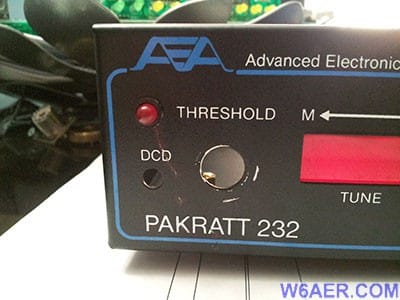 AEA Advanced Electronic
THRESHOLD M
DCD
TUNE
PAKRATT 232
W6AER.COM